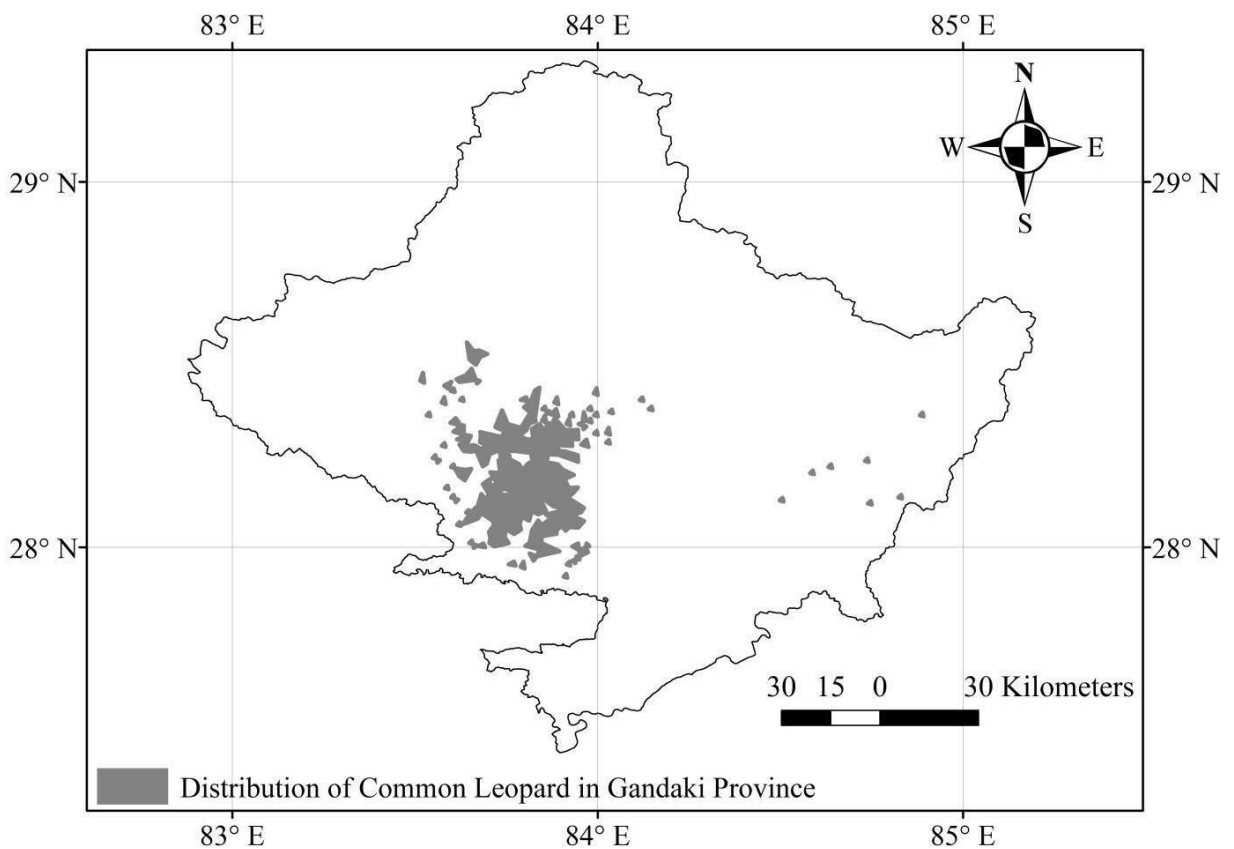 83° E 84° E 85° E
N
W E
S
29° N 29° N
28° N 28° N
30 15 0 30 Kilometers
Distribution of Common Leopard in Gandaki Province
83° E 84° E 85° E